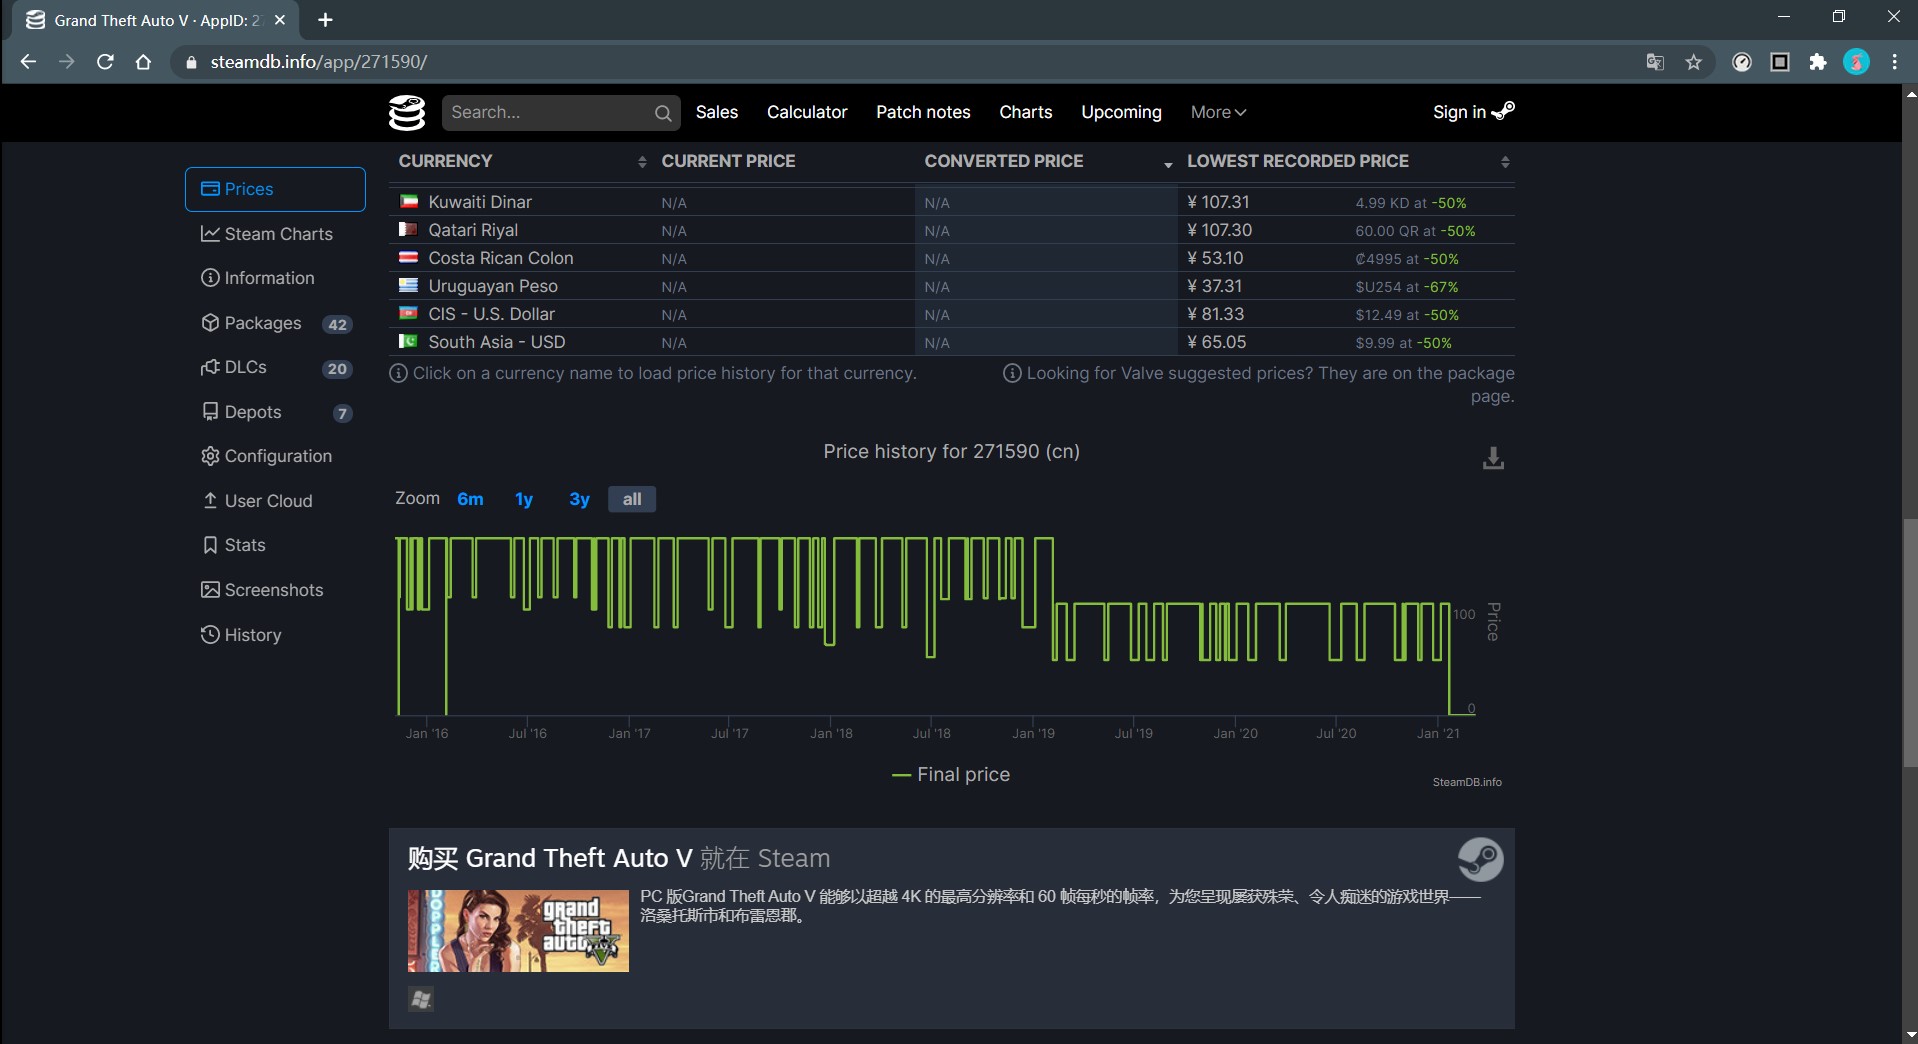 Grand Theft Auto V · AppID: 27
steamdb.info/app/271590/
Search...
Sales
Calculator
Patch notes
Charts
Upcoming
More
Sign in
Prices
Steam Charts
Information
Packages 42
DLCs 20
Depots 7
Configuration
User Cloud
Stats
Screenshots
History
CURRENCY CURRENT PRICE CONVERTED PRICE LOWEST RECORDED PRICE
Kuwaiti Dinar N/A N/A ¥ 107.31 4.99 KD at -50%
Qatari Riyal N/A N/A ¥ 107.30 60.00 QR at -50%
Costa Rican Colon N/A N/A ¥ 53.10 ₡4995 at -50%
Uruguayan Peso N/A N/A ¥ 37.31 $U254 at -67%
CIS - U.S. Dollar N/A N/A ¥ 81.33 $12.49 at -50%
South Asia - USD N/A N/A ¥ 65.05 $9.99 at -50%
Click on a currency name to load price history for that currency.
Looking for Valve suggested prices? They are on the package
page.
Price history for 271590 (cn)
Zoom 6m 1y 3y all
100
Price
0
Jan '16 Jul '16 Jan '17 Jul '17 Jan '18 Jul '18 Jan '19 Jul '19 Jan '20 Jul '20 Jan '21
Final price
SteamDB.info
购买 Grand Theft Auto V 就在 Steam
PC 版Grand Theft Auto V 能够以超越 4K 的最高分辨率和 60 帧每秒的帧率，为您呈现屡获殊荣、令人痴迷的游戏世界——
洛桑托斯市和布雷恩郡。
DOPPLER
grand
theft
auto
V